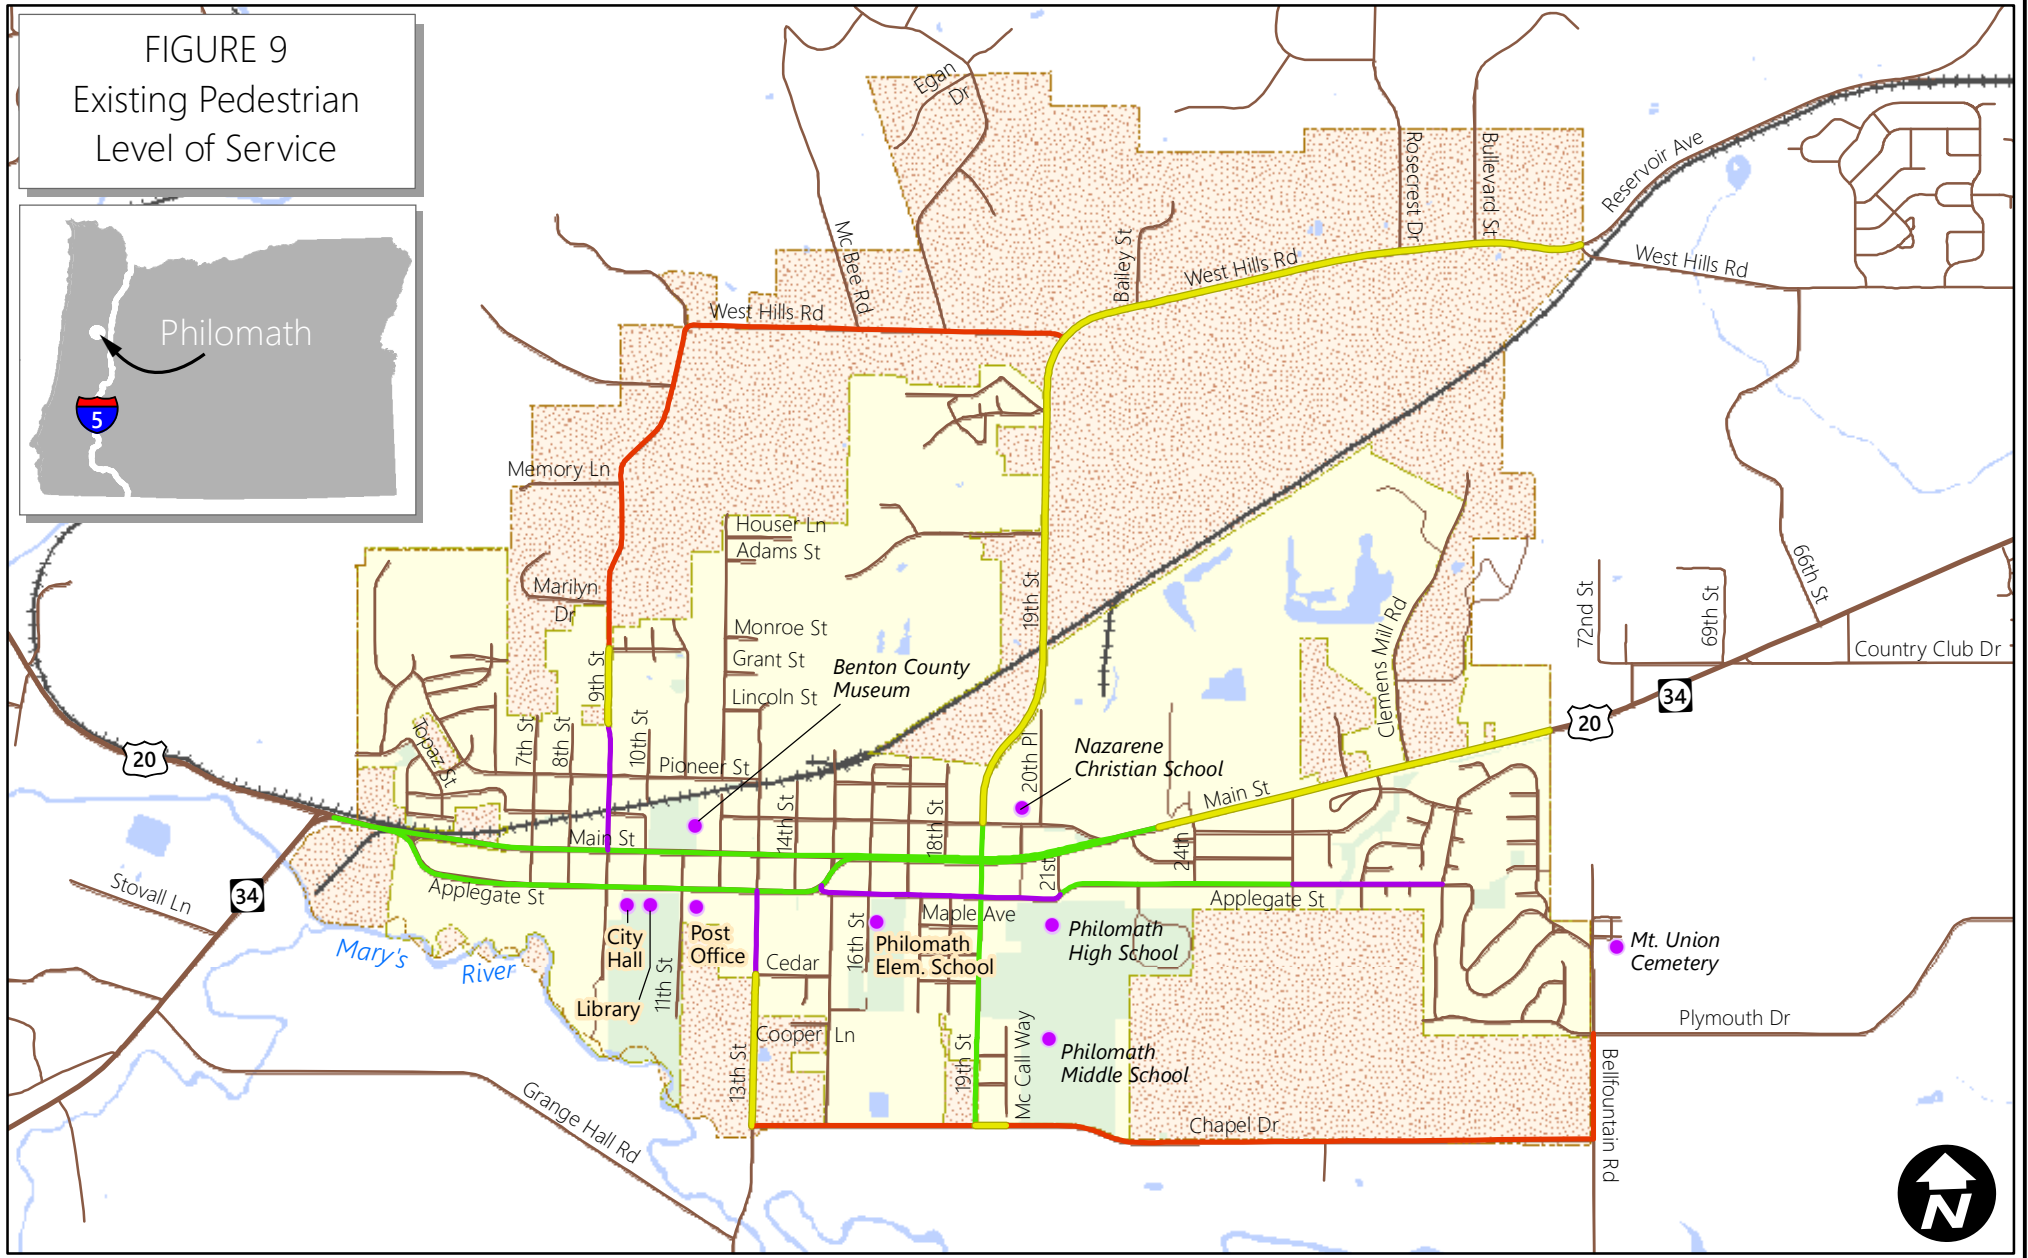 FIGURE 9
Existing Pedestrian
Level of Service
Philomath
5
Egan
Dr
Mc Bee Rd
Bailey St
West Hills Rd
Rosecrest Dr
Bullevard St
Reservoir Ave
West Hills Rd
West Hills Rd
Memory Ln
Marilyn
Dr
Houser Ln
Adams St
Monroe St
Grant St
Lincoln St
Benton County
Museum
9th St
19th St
Clemens Mill Rd
72nd St
69th St
66th St
Country Club Dr
34
20
20
Topaz St
7th St
8th St
10th St
Pioneer St
14th St
18th St
20th Pl
Nazarene
Christian School
Main St
Main St
24th
21st
Applegate St
Applegate St
Stovall Ln
34
Mary's
River
City
Hall
Library
11th St
Post
Office
Cedar
16th St
Maple Ave
Philomath
Elem. School
Philomath
High School
Mt. Union
Cemetery
Plymouth Dr
Cooper Ln
13th St
19th St
Mc Call Way
Philomath
Middle School
Chapel Dr
Bellfountain Rd
Grange Hall Rd
N